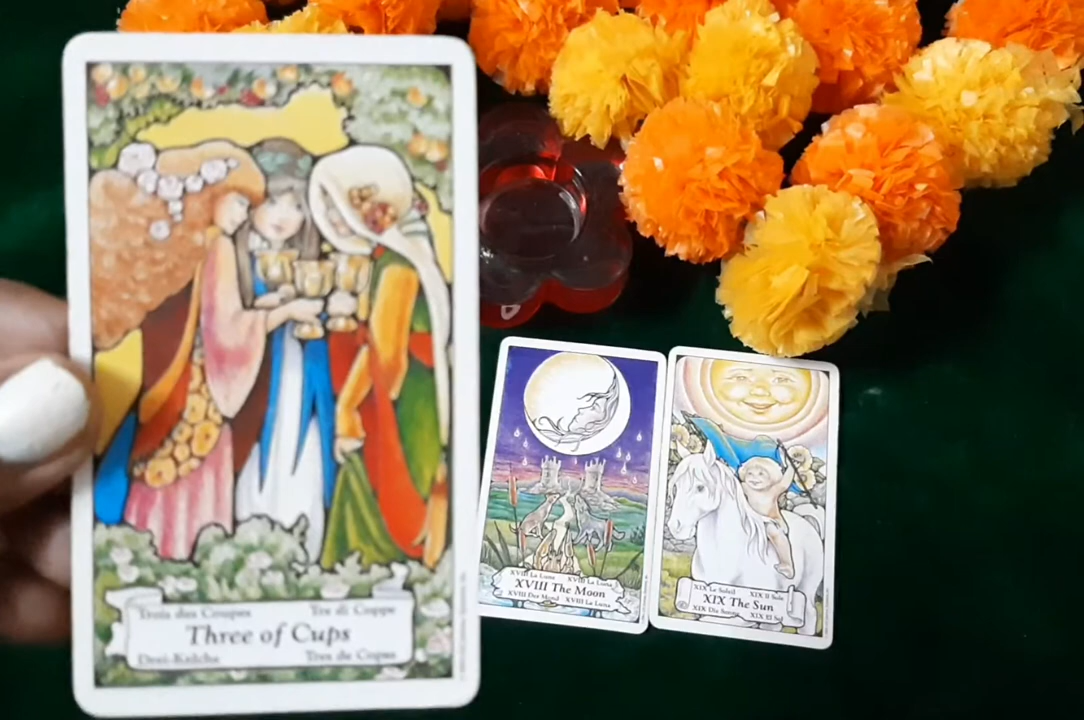 Trois des Coupes Tre di Coppe
Three of Cups
Drei-Kelche Tres de Copas
XVIII La Luna XVIII La Luna
XVIII The Moon
XVIII Der Mond XVIII La Luna
XIX Le Soleil XIX Il Sole
XIX The Sun
XIX Die Sonne XIX El Sol